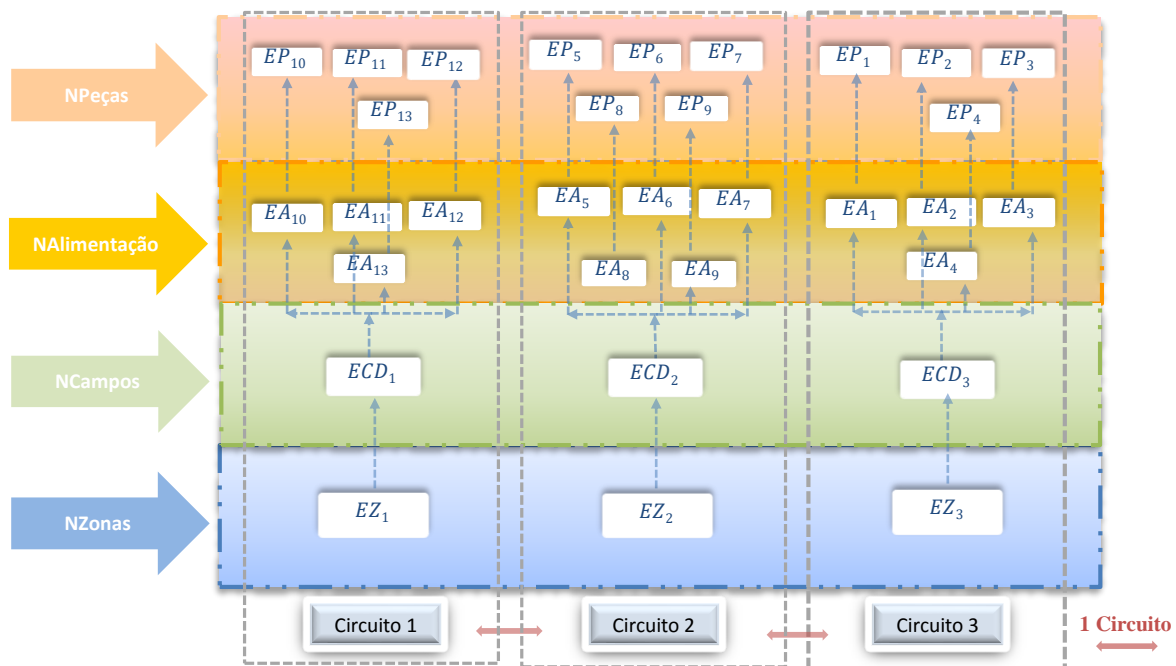 NPeças
EP₁₀ EP₁₁ EP₁₂ EP₅ EP₆ EP₇ EP₁ EP₂ EP₃
EP₁₃ EP₈ EP₉ EP₄
NAlimentação
EA₁₀ EA₁₁ EA₁₂ EA₅ EA₆ EA₇ EA₁ EA₂ EA₃
EA₁₃ EA₈ EA₉ EA₄
NCampos
ECD₁ ECD₂ ECD₃
NZonas
EZ₁ EZ₂ EZ₃
Circuito 1 Circuito 2 Circuito 3
1 Circuito